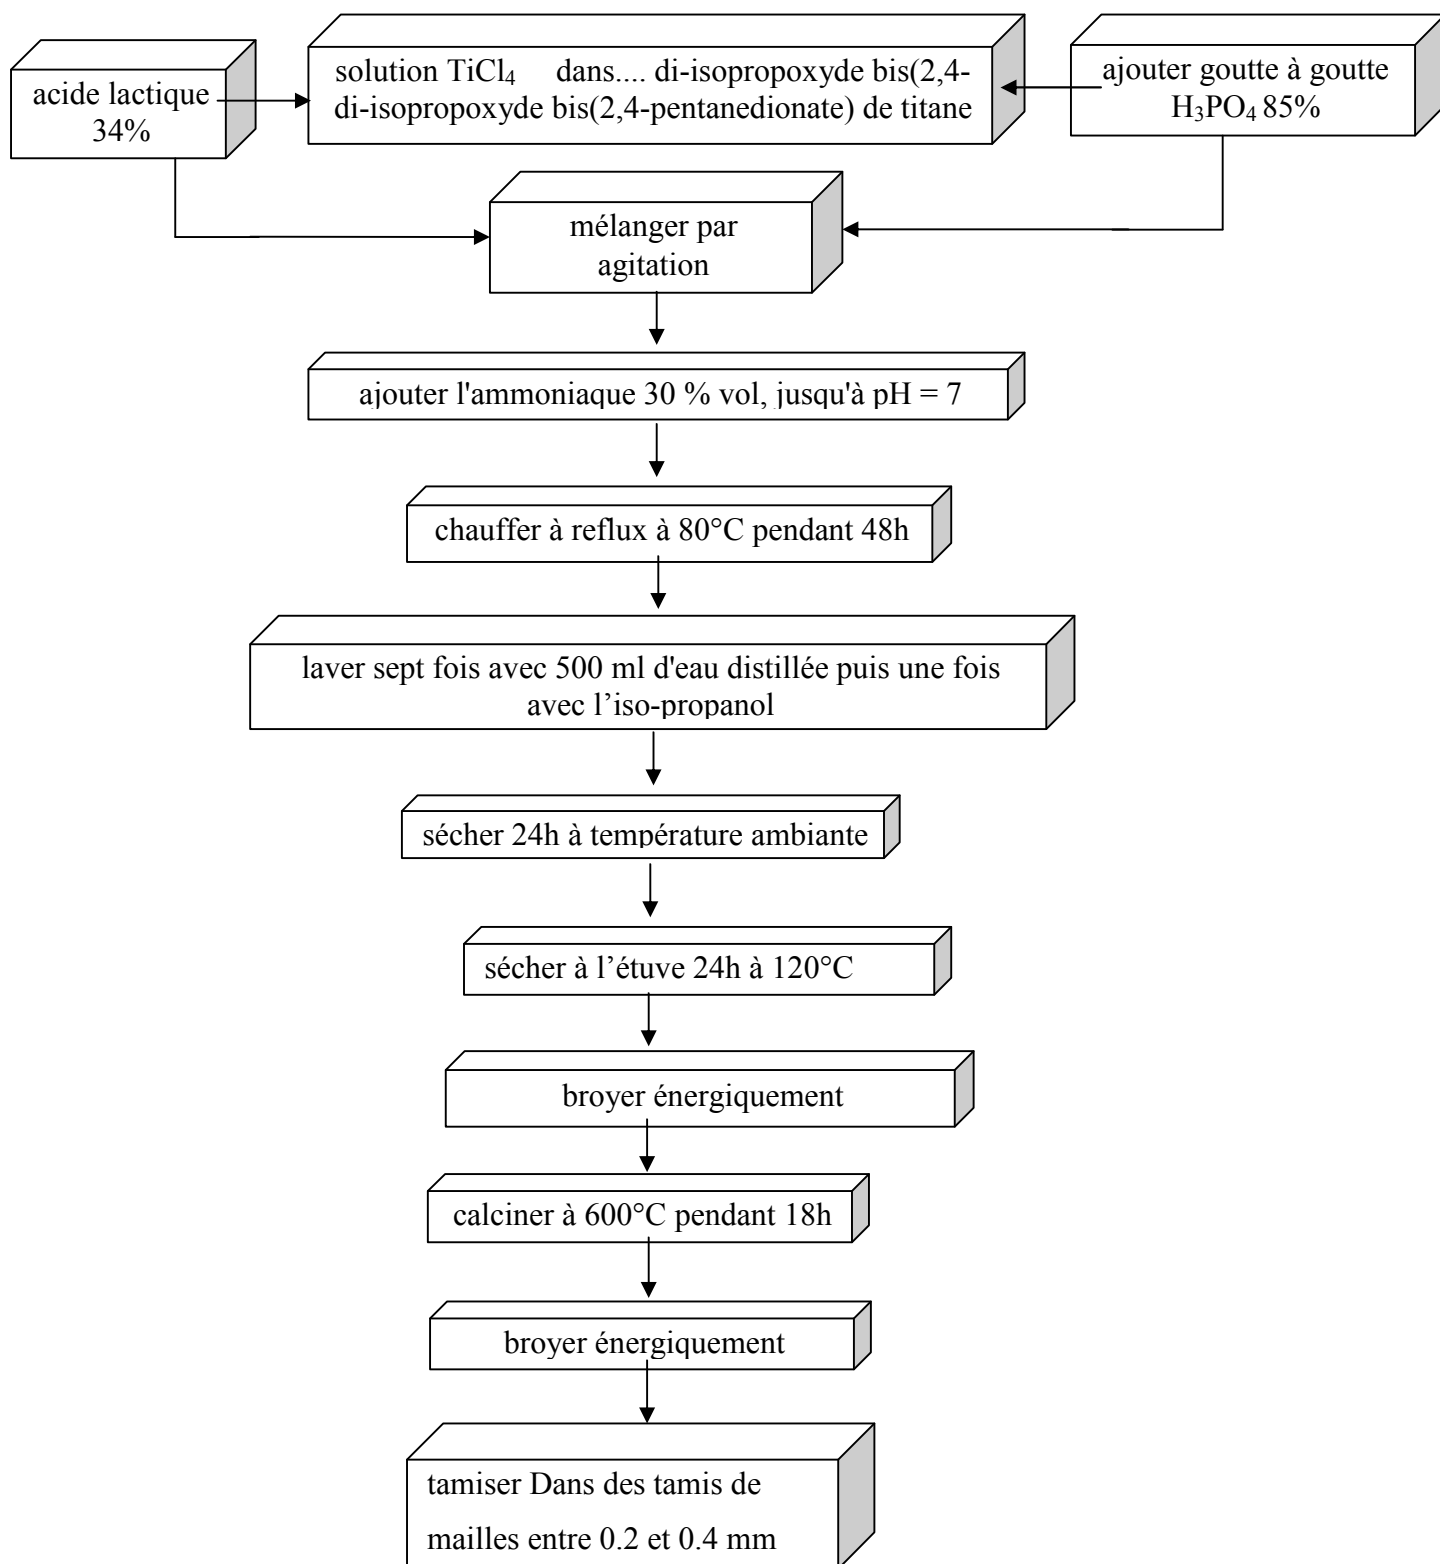 acide lactique
34%
solution TiCl₄ dans.... di-isopropoxyde bis(2,4-
di-isopropoxyde bis(2,4-pentanedionate) de titane
ajouter goutte à goutte
H₃PO₄ 85%
mélanger par
agitation
ajouter l'ammoniaque 30 % vol, jusqu'à pH = 7
chauffer à reflux à 80°C pendant 48h
laver sept fois avec 500 ml d'eau distillée puis une fois
avec l’iso-propanol
sécher 24h à température ambiante
sécher à l’étuve 24h à 120°C
broyer énergiquement
calciner à 600°C pendant 18h
broyer énergiquement
tamiser Dans des tamis de
mailles entre 0.2 et 0.4 mm